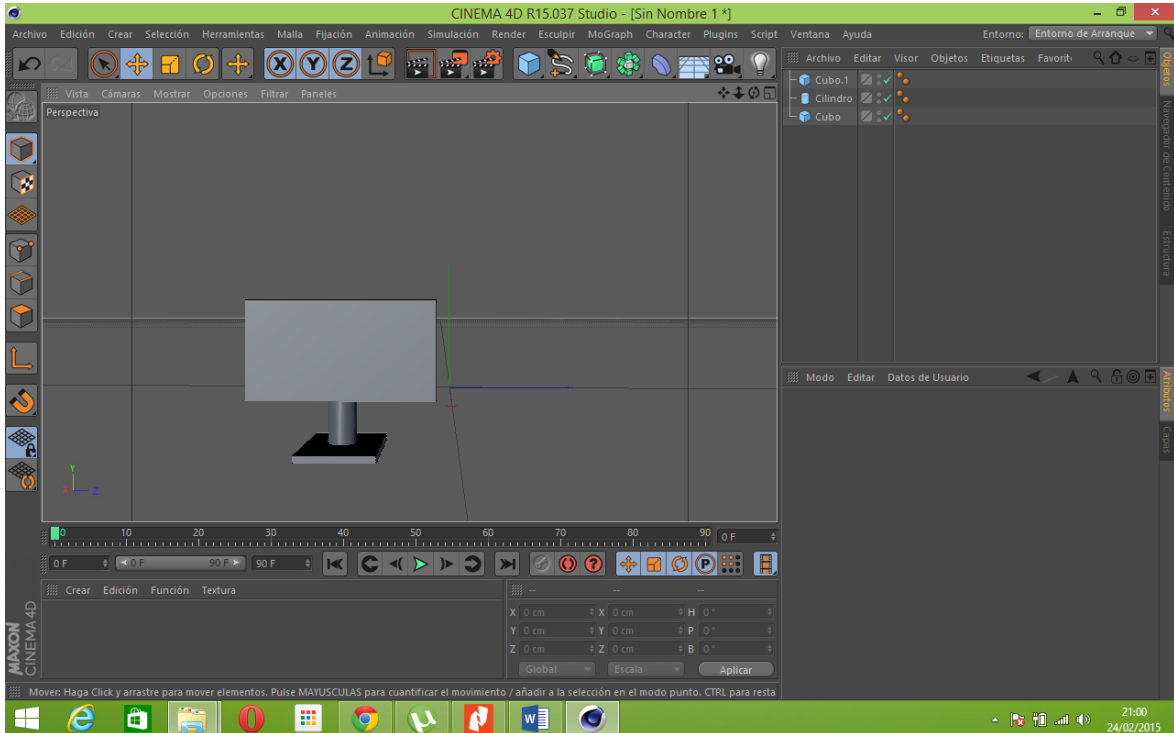 CINEMA 4D R15.037 Studio - [Sin Nombre 1 *]
Archivo Edición Crear Selección Herramientas Malla Fijación Animación Simulación Render Esculpir MoGraph Character Plugins Script Ventana Ayuda Entorno: Entorno de Arranque
X Y Z
Archivo Editar Visor Objetos Etiquetas Favorit
Cubo.1
Cilindro
Cubo
Objetos
Navegador de Contenido
Estructura
Vista Cámaras Mostrar Opciones Filtrar Paneles
Perspectiva
Y
X Z
Modo Editar Datos de Usuario
Atributos
Capas
0 10 20 30 40 50 60 70 80 90 0 F
0 F 0 F 90 F 90 F
P
Crear Edición Función Textura
-- -- --
X 0 cm X 0 cm H 0 °
Y 0 cm Y 0 cm P 0 °
Z 0 cm Z 0 cm B 0 °
Global Escala Aplicar
MAXON
CINEMA 4D
Mover: Haga Click y arrastre para mover elementos. Pulse MAYUSCULAS para cuantificar el movimiento / añadir a la selección en el modo punto. CTRL para resta
21:00
24/02/2015